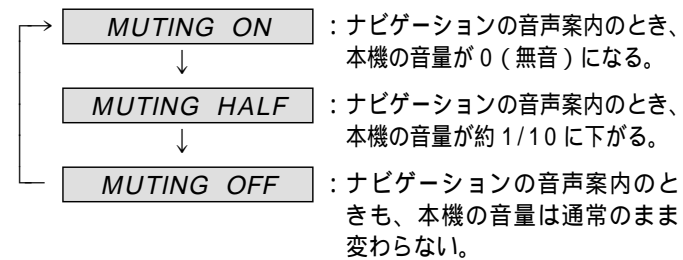 MUTING ON
：ナビゲーションの音声案内のとき、
本機の音量が0（無音）になる。
MUTING HALF
：ナビゲーションの音声案内のとき、
本機の音量が約1/10に下がる。
MUTING OFF
：ナビゲーションの音声案内のと
きも、本機の音量は通常のまま
変わらない。